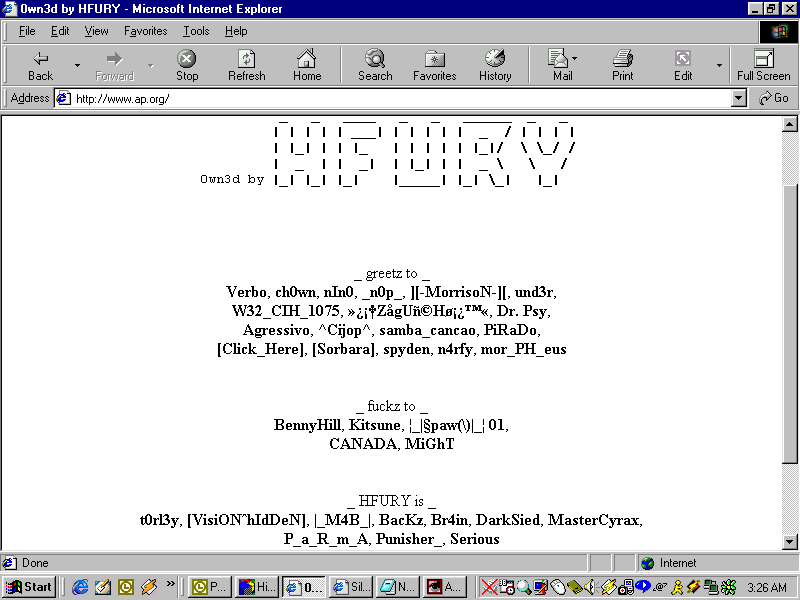 0wn3d by HFURY - Microsoft Internet Explorer
File Edit View Favorites Tools Help
Back Forward Stop Refresh Home Search Favorites History Mail Print Edit Full Screen
Address http://www.ap.org/ Go
0wn3d by HFURY
_ greetz to _
Verbo, ch0wn, nIn0, _n0p_, ][-MorrisoN-][, und3r,
W32_CIH_1075, »¿¡‡ZågUñ©Hø¡¿™«, Dr. Psy,
Agressivo, ^Cijop^, samba_cancao, PiRaDo,
[Click_Here], [Sorbara], spyden, n4rfy, mor_PH_eus
_ fuckz to _
BennyHill, Kitsune, ¦_|§paw(\)|_¦ 01,
CANADA, MiGhT
_ HFURY is _
t0rl3y, [VisiONˆhIdDeN], |_M4B_|, BacKz, Br4in, DarkSied, MasterCyrax,
P_a_R_m_A, Punisher_, Serious
Done Internet
Start » P... Hi... 0... Sil... N... A... 3:26 AM